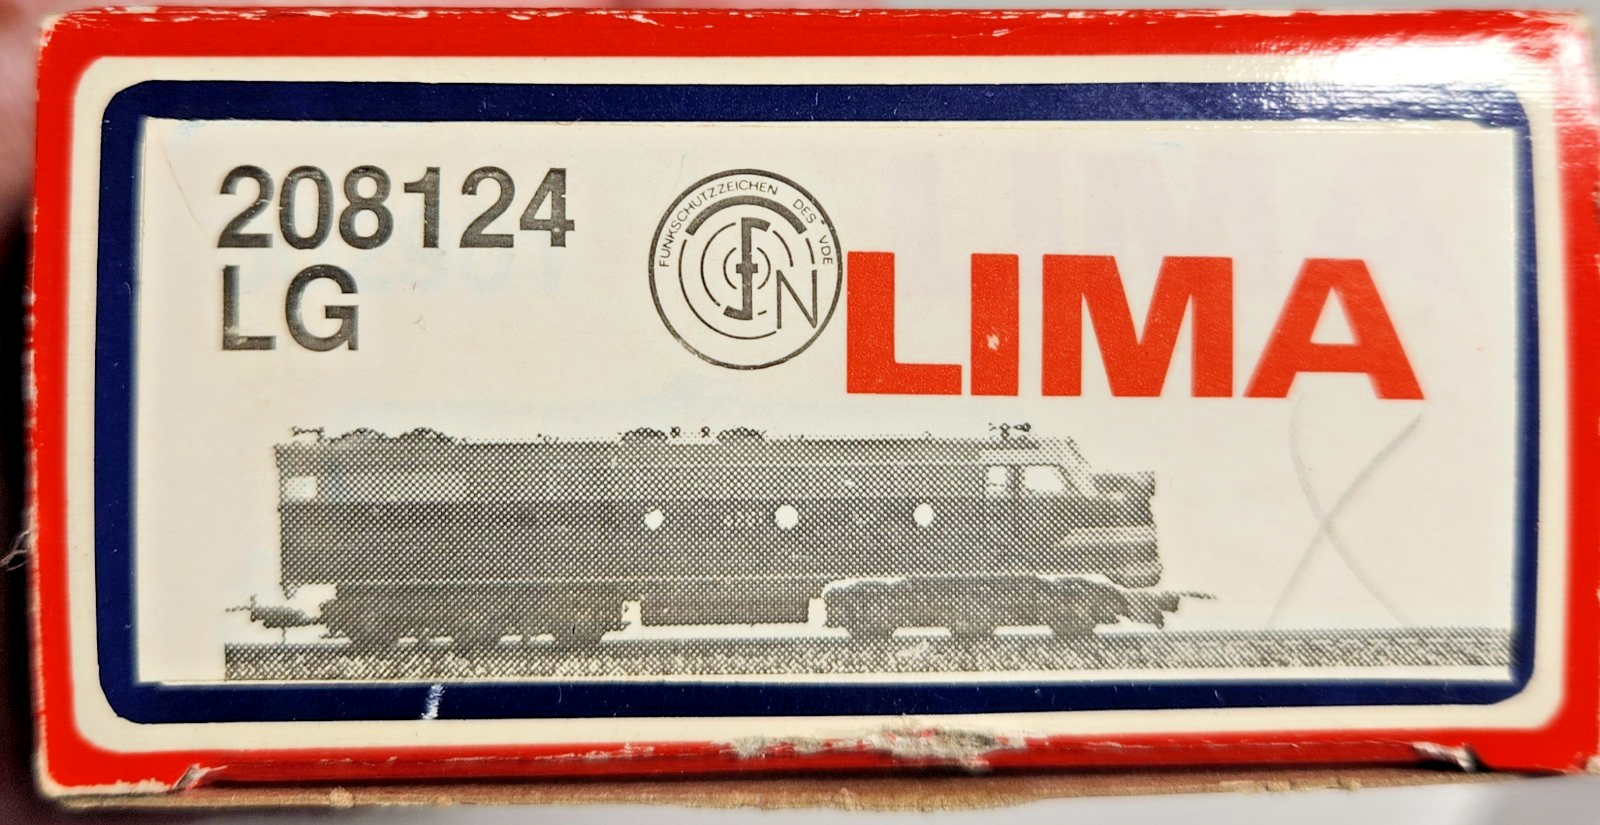 208124
LG
FUNKSCHUTZZEICHEN DES VDE
N
LIMA